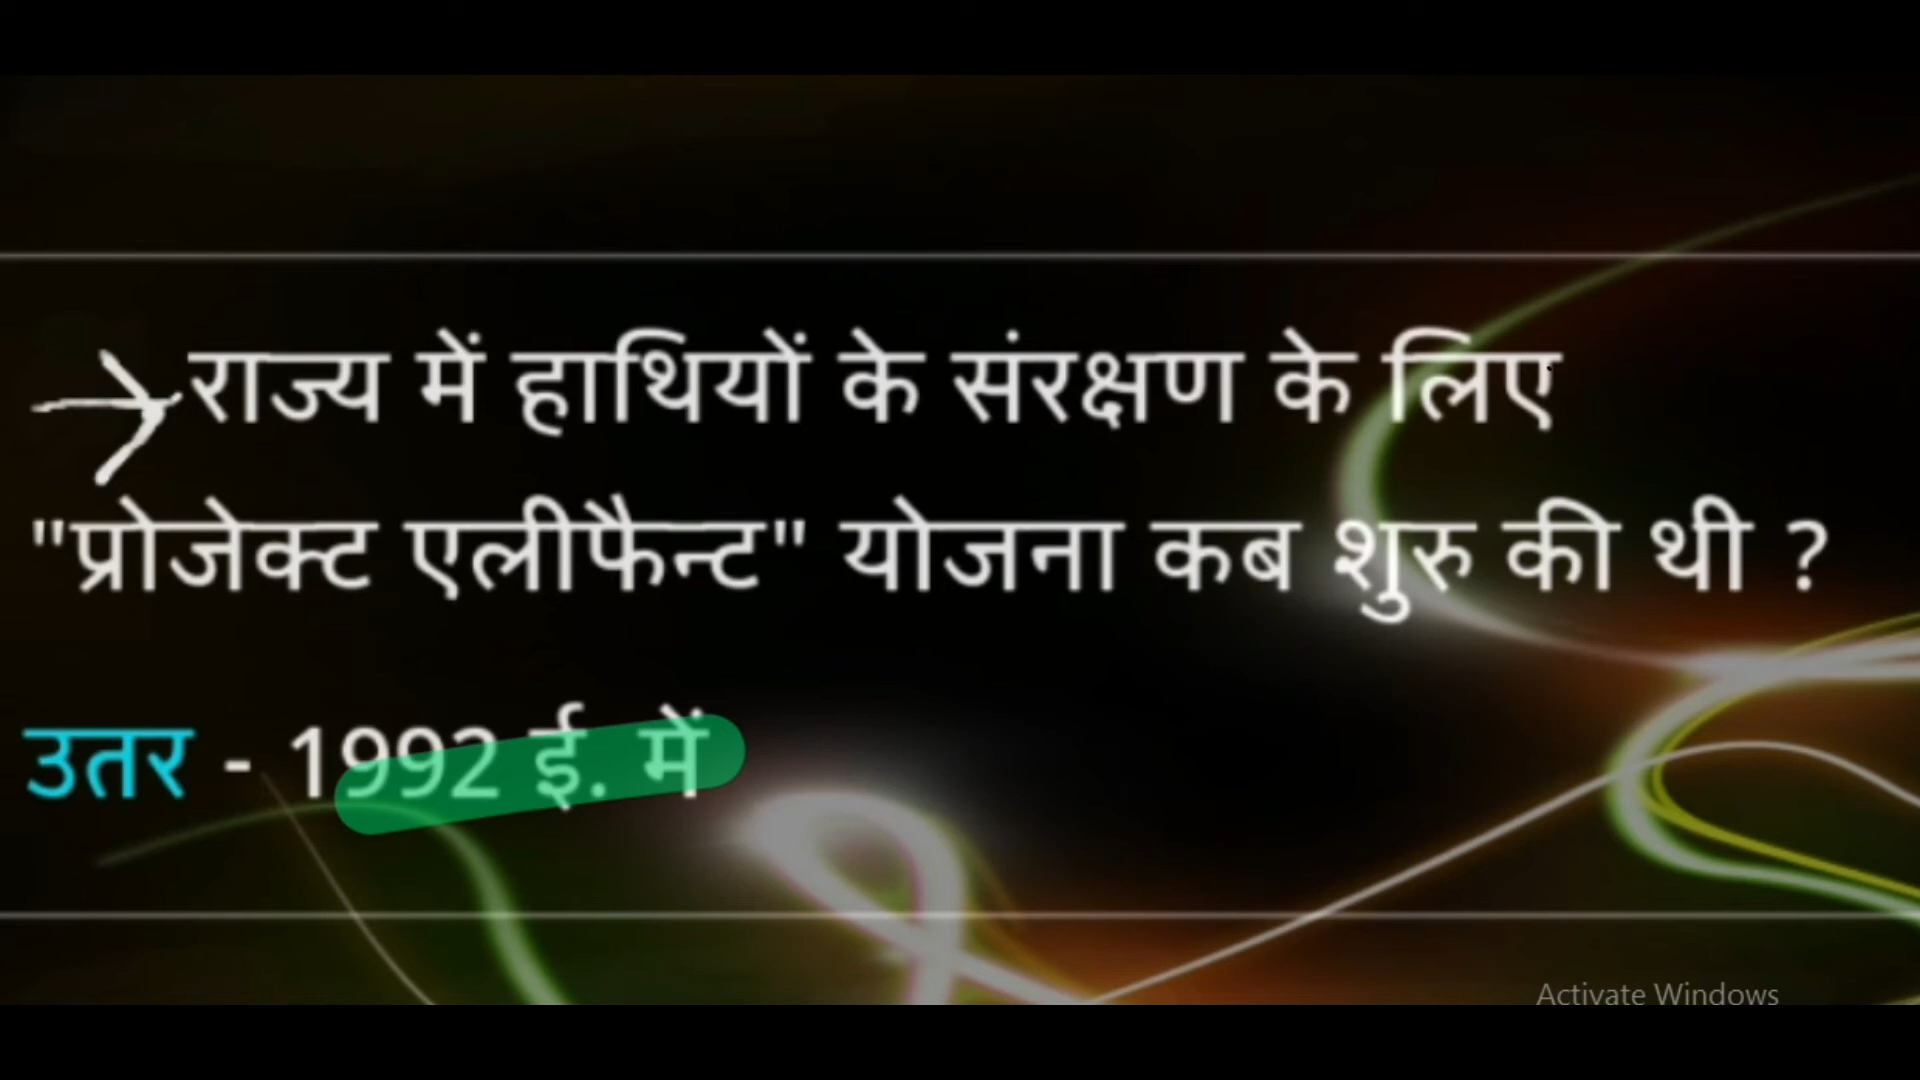 राज्य में हाथियों के संरक्षण के लिए
"प्रोजेक्ट एलीफैन्ट" योजना कब शुरु की थी ?
उतर - 1992 ई. में
Activate Windows